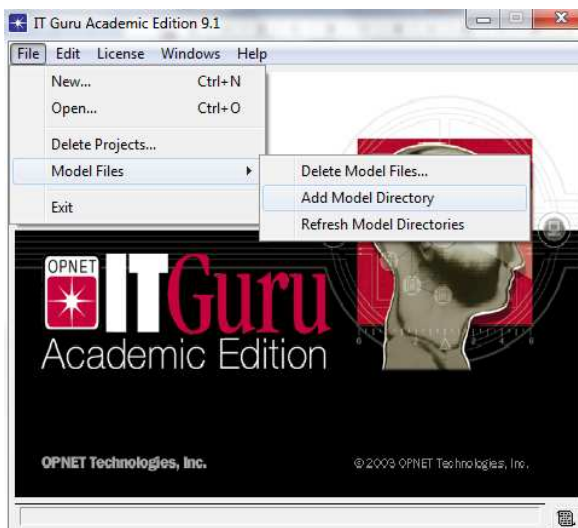 IT Guru Academic Edition 9.1
File Edit License Windows Help
New... Ctrl+N
Open... Ctrl+O
Delete Projects...
Model Files
Exit
Delete Model Files...
Add Model Directory
Refresh Model Directories
OPNET
ITGuru
Academic Edition
OPNET Technologies, Inc.
©2003 OPNET Technologies, Inc.